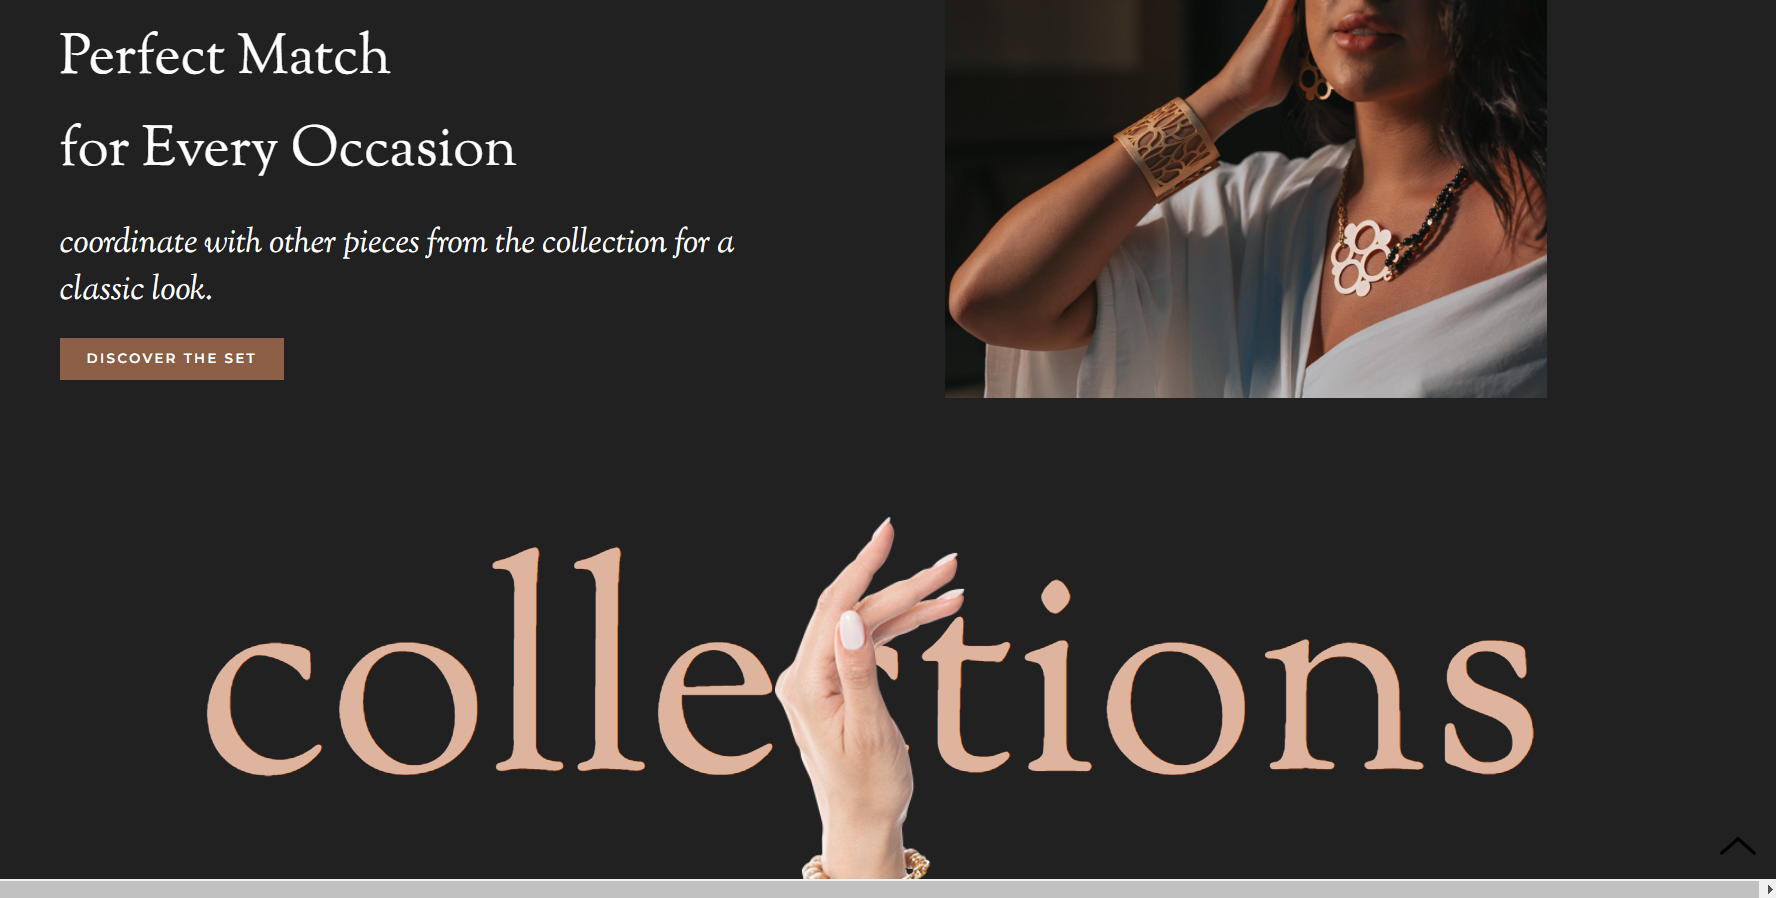 Perfect Match
for Every Occasion
coordinate with other pieces from the collection for a
classic look.
DISCOVER THE SET
collections